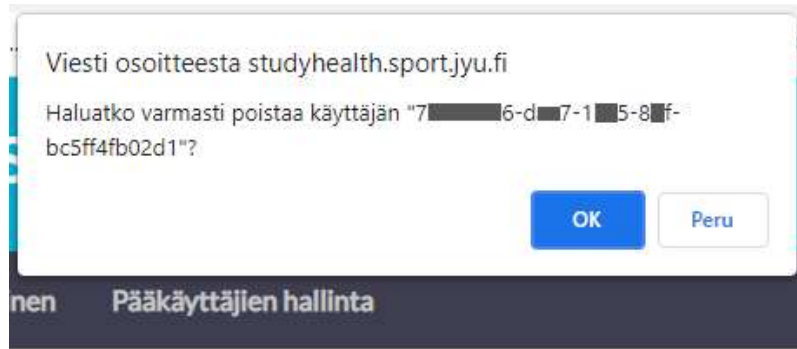 Viesti osoitteesta studyhealth.sport.jyu.fi
Haluatko varmasti poistaa käyttäjän "7 6-d 7-1 5-8 f-
bc5ff4fb02d1"?
OK Peru
Pääkäyttäjien hallinta